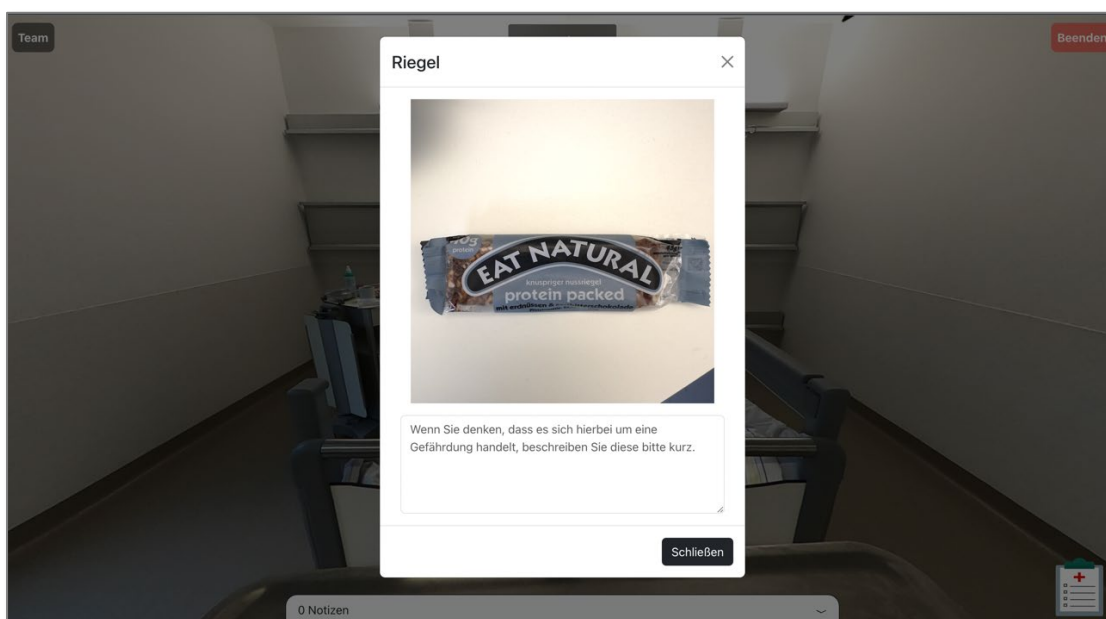 Team
Beenden
Riegel
10g
protein
EAT NATURAL
knuspriger nussriegel
protein packed
mit erdnüssen &
Wenn Sie denken, dass es sich hierbei um eine
Gefährdung handelt, beschreiben Sie diese bitte kurz.
Schließen
0 Notizen